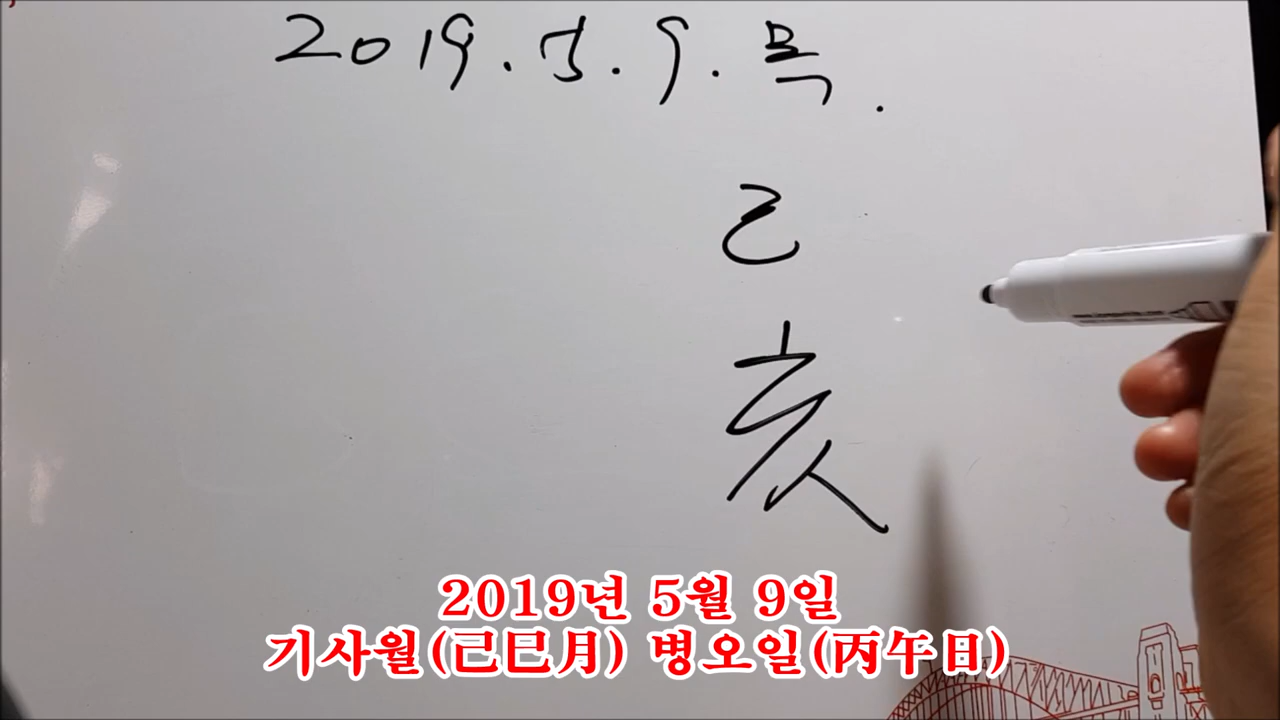 2019. 5. 9. 목.
己
亥
2019년 5월 9일
기사월(己巳月) 병오일(丙午日)